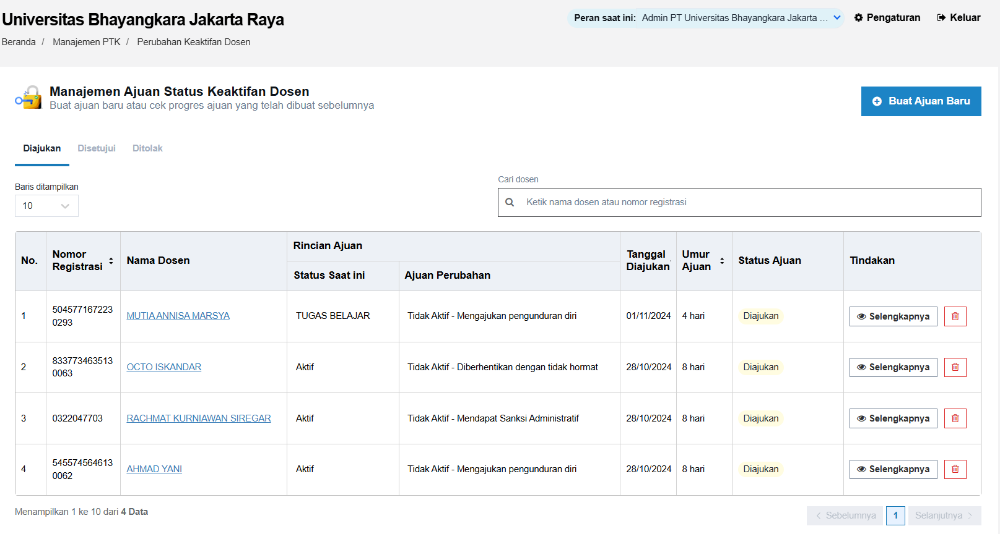 Universitas Bhayangkara Jakarta Raya
Peran saat ini: Admin PT Universitas Bhayangkara Jakarta ...
Pengaturan
Keluar
Beranda / Manajemen PTK / Perubahan Keaktifan Dosen
Manajemen Ajuan Status Keaktifan Dosen
Buat ajuan baru atau cek progres ajuan yang telah dibuat sebelumnya
Buat Ajuan Baru
Diajukan Disetujui Ditolak
Baris ditampilkan
10
Cari dosen
Ketik nama dosen atau nomor registrasi
No.
Nomor
Registrasi
Nama Dosen
Rincian Ajuan
Status Saat ini
Ajuan Perubahan
Tanggal
Diajukan
Umur
Ajuan
Status Ajuan
Tindakan
1
504577167223
0293
MUTIA ANNISA MARSYA
TUGAS BELAJAR
Tidak Aktif - Mengajukan pengunduran diri
01/11/2024
4 hari
Diajukan
Selengkapnya
2
833773463513
0063
OCTO ISKANDAR
Aktif
Tidak Aktif - Diberhentikan dengan tidak hormat
28/10/2024
8 hari
Diajukan
Selengkapnya
3
0322047703
RACHMAT KURNIAWAN SIREGAR
Aktif
Tidak Aktif - Mendapat Sanksi Administratif
28/10/2024
8 hari
Diajukan
Selengkapnya
4
545574564613
0062
AHMAD YANI
Aktif
Tidak Aktif - Mengajukan pengunduran diri
28/10/2024
8 hari
Diajukan
Selengkapnya
Menampilkan 1 ke 10 dari 4 Data
Sebelumnya
1
Selanjutnya